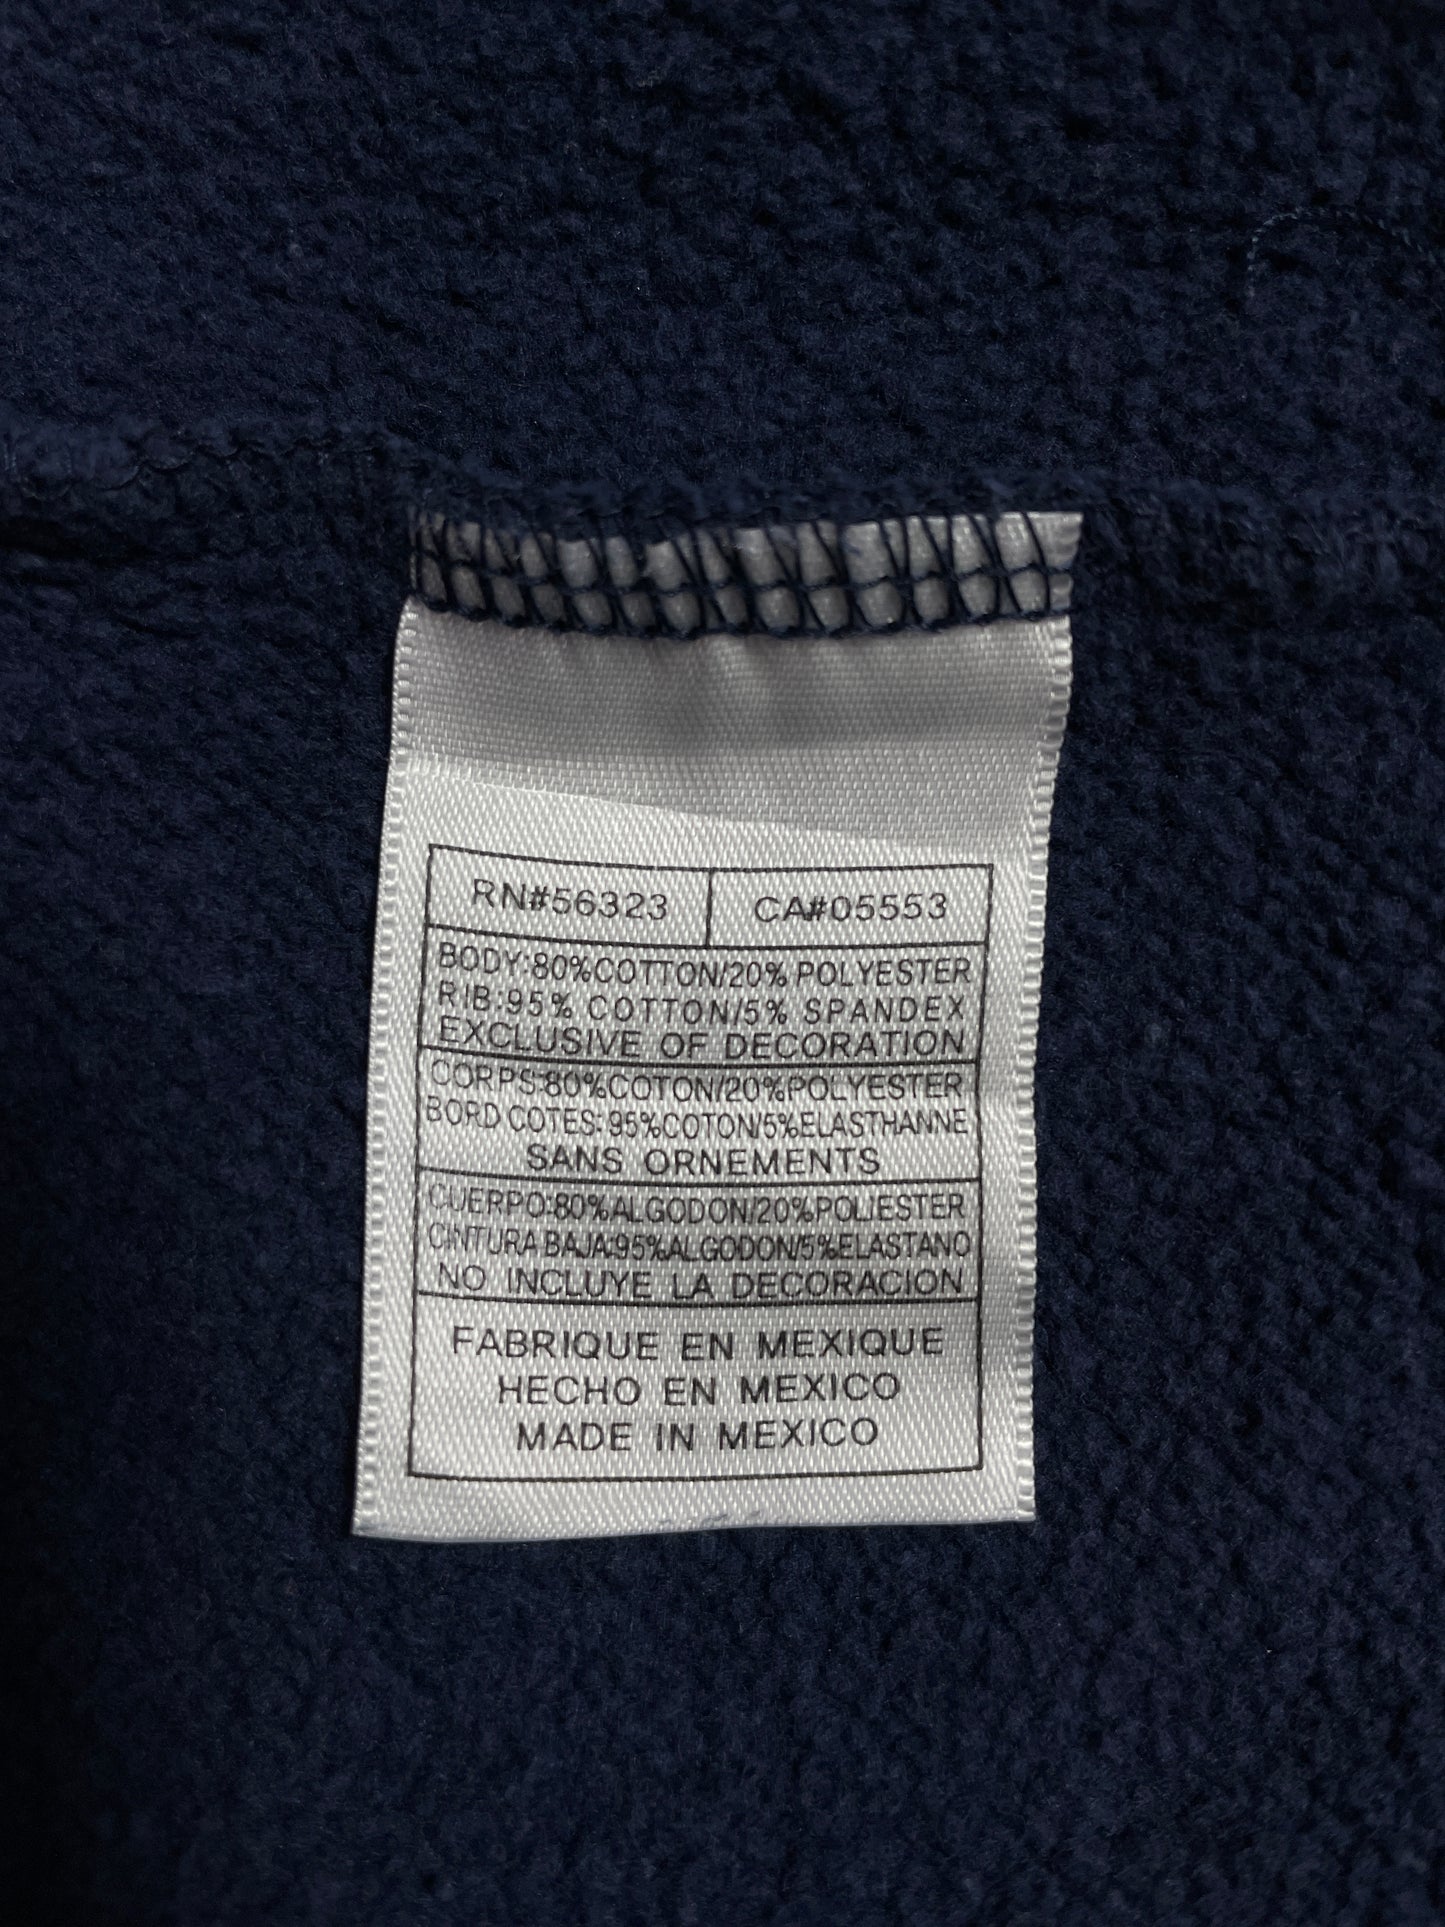 RN#56323 CA#05553
BODY:80%COTTON/20% POLYESTER
RIB:95% COTTON/5% SPANDEX
EXCLUSIVE OF DECORATION
CORPS:80%COTON/20%POLYESTER
BORD COTES:95%COTON/5%ELASTHANNE
SANS ORNEMENTS
CUERPO:80%ALGODON/20%POLIESTER
CINTURA BAJA:95%ALGODON/5%ELASTANO
NO INCLUYE LA DECORACION
FABRIQUE EN MEXIQUE
HECHO EN MEXICO
MADE IN MEXICO